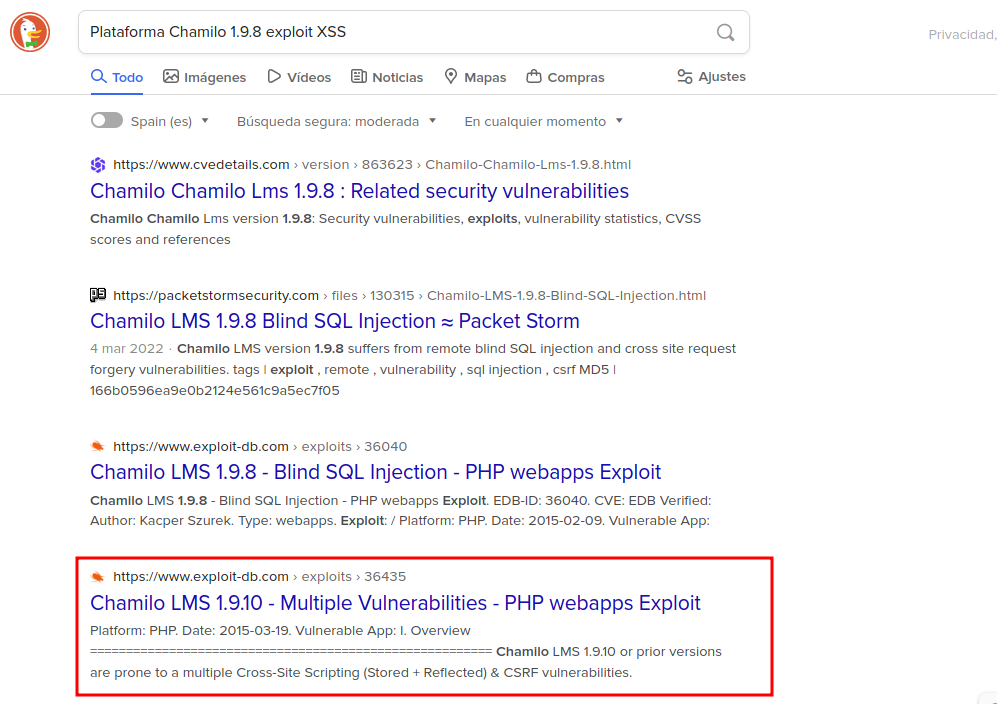 Plataforma Chamilo 1.9.8 exploit XSS
Privacidad,
Todo Imágenes Vídeos Noticias Mapas Compras Ajustes
Spain (es) Búsqueda segura: moderada En cualquier momento
https://www.cvedetails.com › version › 863623 › Chamilo-Chamilo-Lms-1.9.8.html
Chamilo Chamilo Lms 1.9.8 : Related security vulnerabilities
Chamilo Chamilo Lms version 1.9.8: Security vulnerabilities, exploits, vulnerability statistics, CVSS
scores and references
https://packetstormsecurity.com › files › 130315 › Chamilo-LMS-1.9.8-Blind-SQL-Injection.html
Chamilo LMS 1.9.8 Blind SQL Injection ≈ Packet Storm
4 mar 2022 · Chamilo LMS version 1.9.8 suffers from remote blind SQL injection and cross site request
forgery vulnerabilities. tags | exploit , remote , vulnerability , sql injection , csrf MD5 |
166b0596ea9e0b2124e561c9a5ec7f05
https://www.exploit-db.com › exploits › 36040
Chamilo LMS 1.9.8 - Blind SQL Injection - PHP webapps Exploit
Chamilo LMS 1.9.8 - Blind SQL Injection - PHP webapps Exploit. EDB-ID: 36040. CVE: EDB Verified:
Author: Kacper Szurek. Type: webapps. Exploit: / Platform: PHP. Date: 2015-02-09. Vulnerable App:
https://www.exploit-db.com › exploits › 36435
Chamilo LMS 1.9.10 - Multiple Vulnerabilities - PHP webapps Exploit
Platform: PHP. Date: 2015-03-19. Vulnerable App: I. Overview
======================================================== Chamilo LMS 1.9.10 or prior versions
are prone to a multiple Cross-Site Scripting (Stored + Reflected) & CSRF vulnerabilities.